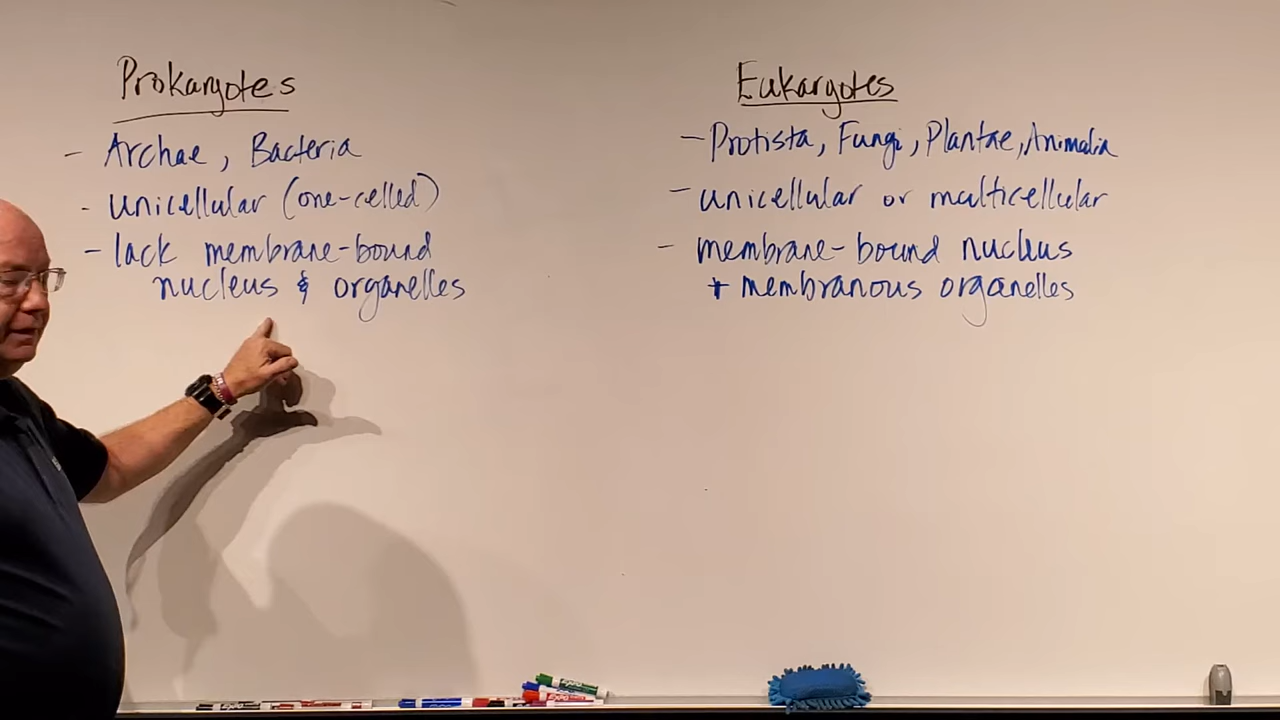 Prokaryotes
- Archae, Bacteria
- unicellular (one-celled)
- lack membrane-bound
nucleus & organelles
Eukaryotes
- Protista, Fungi, Plantae, Animalia
- unicellular or multicellular
- membrane-bound nucleus
+ membranous organelles